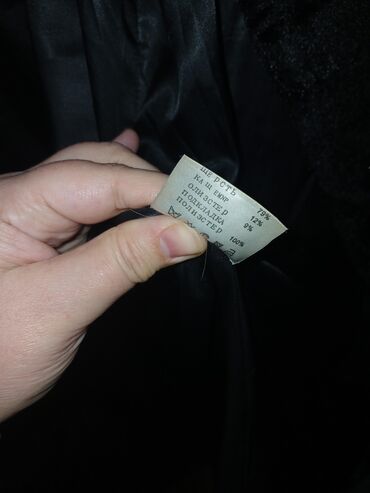 ШЕРСТЬ 79%
КАШЕМИР 12%
ОЛИЭСТЕР 9%
ПОДКЛАДКА
ПОЛИЭСТЕР 100%